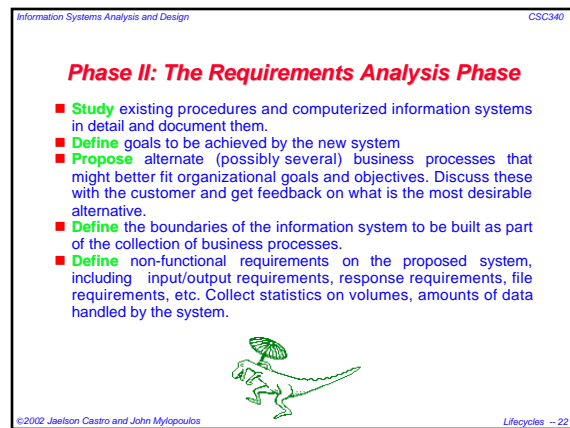 Information Systems Analysis and Design CSC340
Phase II: The Requirements Analysis Phase
Study existing procedures and computerized information systems
in detail and document them.
Define goals to be achieved by the new system
Propose alternate (possibly several) business processes that
might better fit organizational goals and objectives. Discuss these
with the customer and get feedback on what is the most desirable
alternative.
Define the boundaries of the information system to be built as part
of the collection of business processes.
Define non-functional requirements on the proposed system,
including input/output requirements, response requirements, file
requirements, etc. Collect statistics on volumes, amounts of data
handled by the system.
©2002 Jaelson Castro and John Mylopoulos Lifecycles -- 22